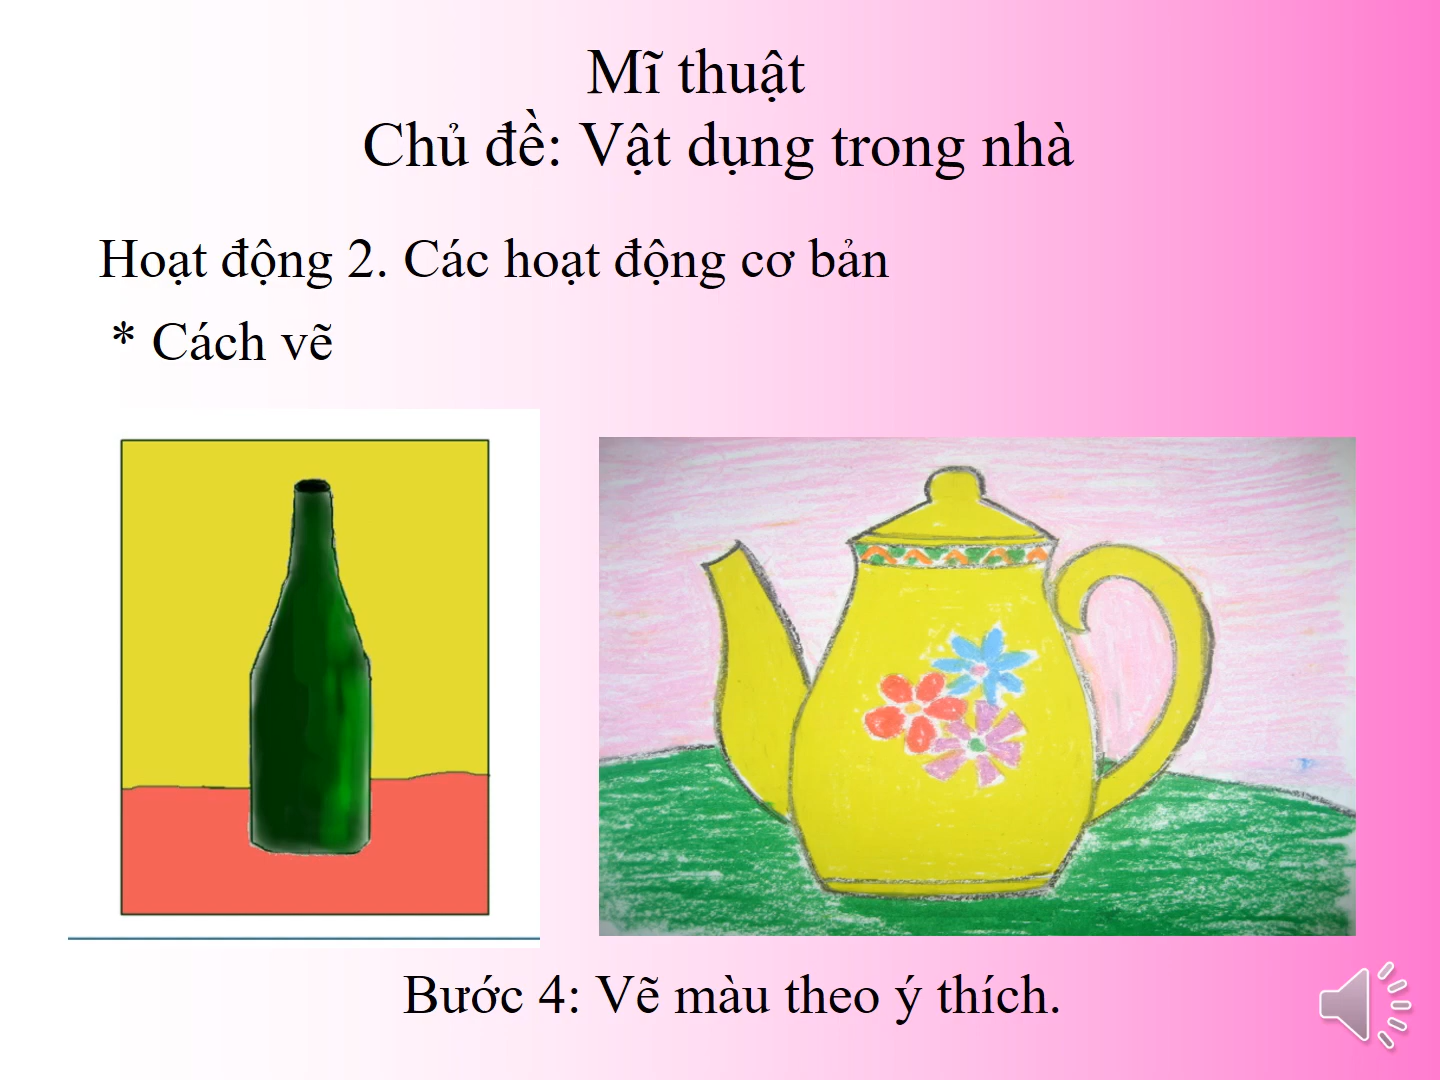 Mĩ thuật
Chủ đề: Vật dụng trong nhà
Hoạt động 2. Các hoạt động cơ bản
* Cách vẽ
Bước 4: Vẽ màu theo ý thích.